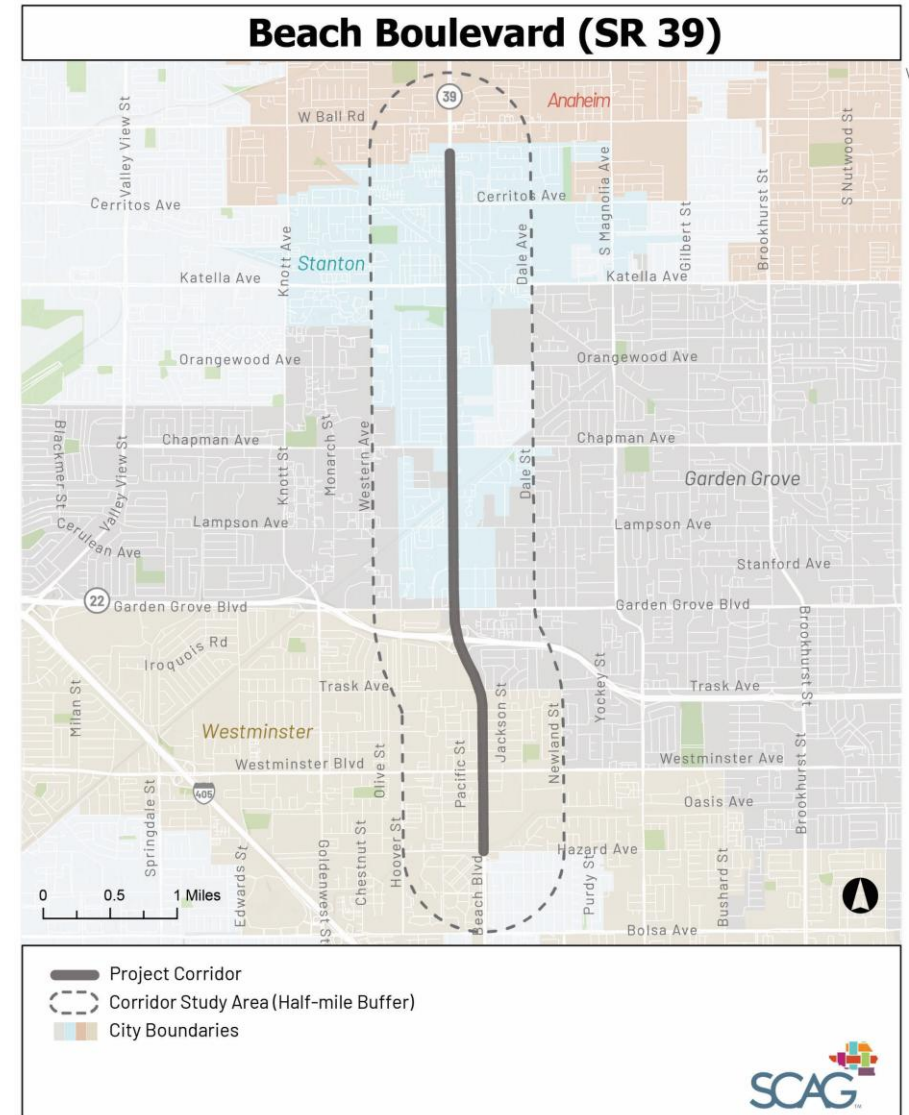 Beach Boulevard (SR 39)
39
Anaheim
W Ball Rd
Valley View St
S Nutwood St
Cerritos Ave
Cerritos Ave
S Magnolia Ave
Gilbert St
Brookhurst St
Knott Ave
Stanton
Dale Ave
Katella Ave
Katella Ave
Orangewood Ave
Orangewood Ave
Blackmer St
Valley View St
Chapman Ave
Knott St
Monarch St
Western Ave
Chapman Ave
Dale St
Garden Grove
Lampson Ave
Lampson Ave
Cerulean Ave
Stanford Ave
22
Garden Grove Blvd
Garden Grove Blvd
Iroquois Rd
Brookhurst St
Milan St
Trask Ave
Jackson St
Yockey St
Trask Ave
Westminster
Pacific St
Newland St
Westminster Blvd
Olive St
Westminster Ave
405
Oasis Ave
Brookhurst St
Springdale St
Edwards St
Goldenwest St
Chestnut St
Hoover St
Beach Blvd
Hazard Ave
Purdy St
Bushard St
Bolsa Ave
0 0.5 1 Miles
Project Corridor
Corridor Study Area (Half-mile Buffer)
City Boundaries
SCAG